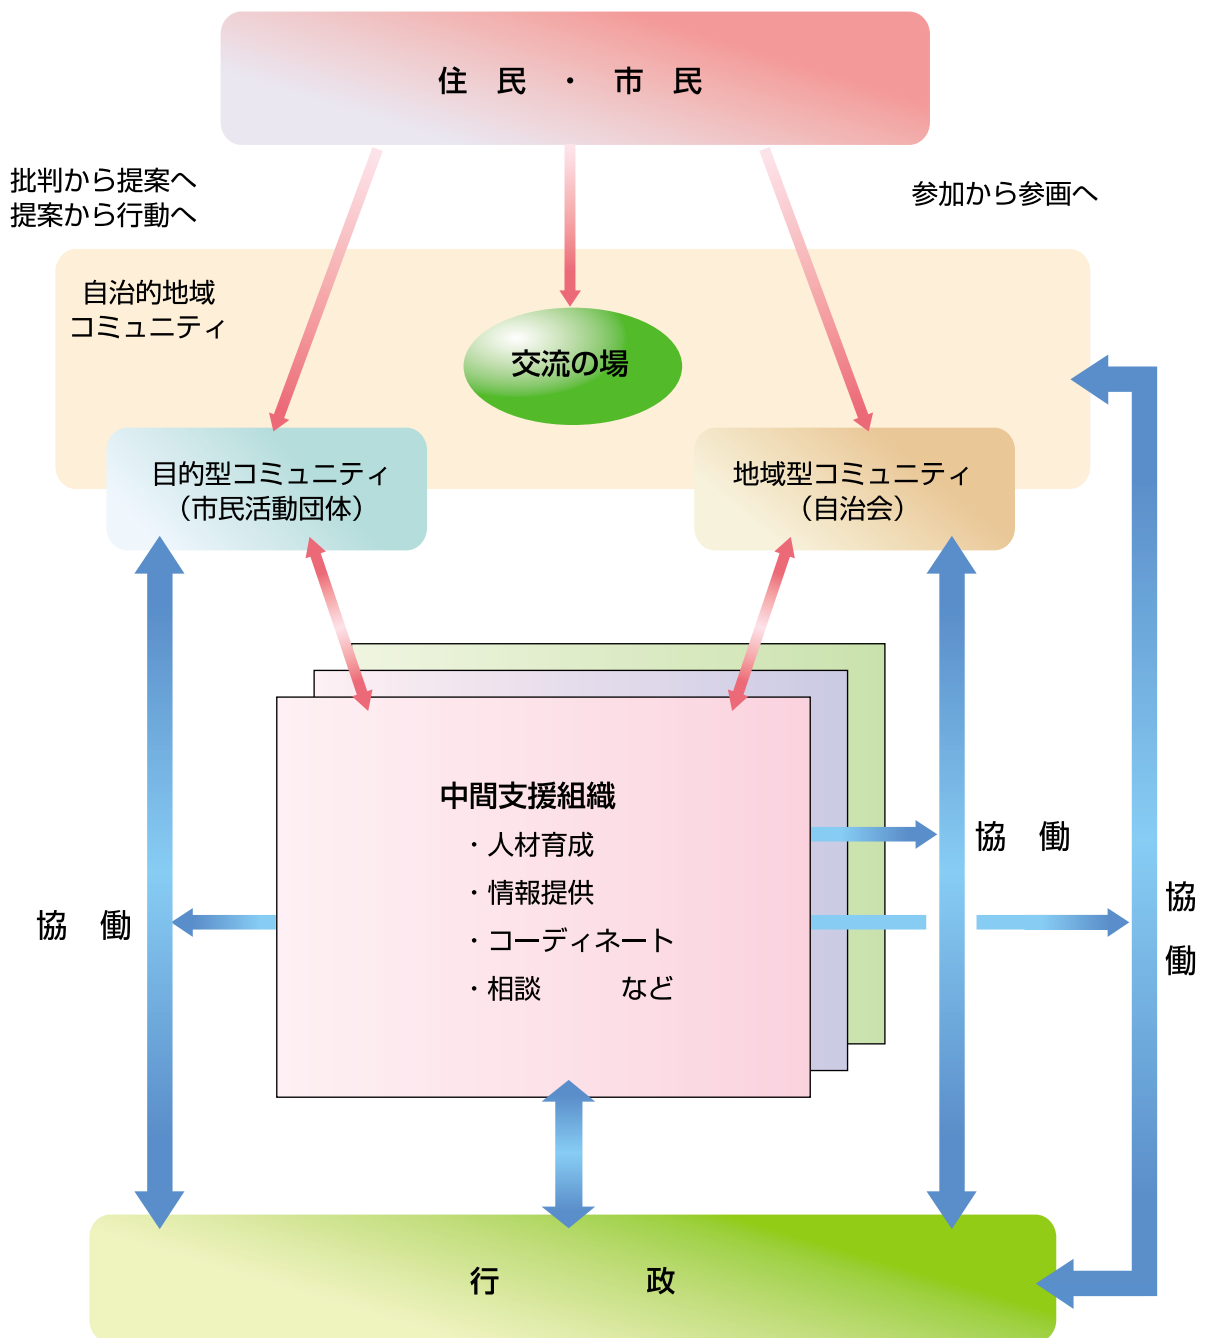 住　民　・　市　民
批判から提案へ
提案から行動へ
参加から参画へ
自治的地域
コミュニティ
交流の場
目的型コミュニティ
（市民活動団体）
地域型コミュニティ
（自治会）
中間支援組織
・人材育成
・情報提供
・コーディネート
・相談　　　など
協　働
協　働
協
働
行　　　　　政